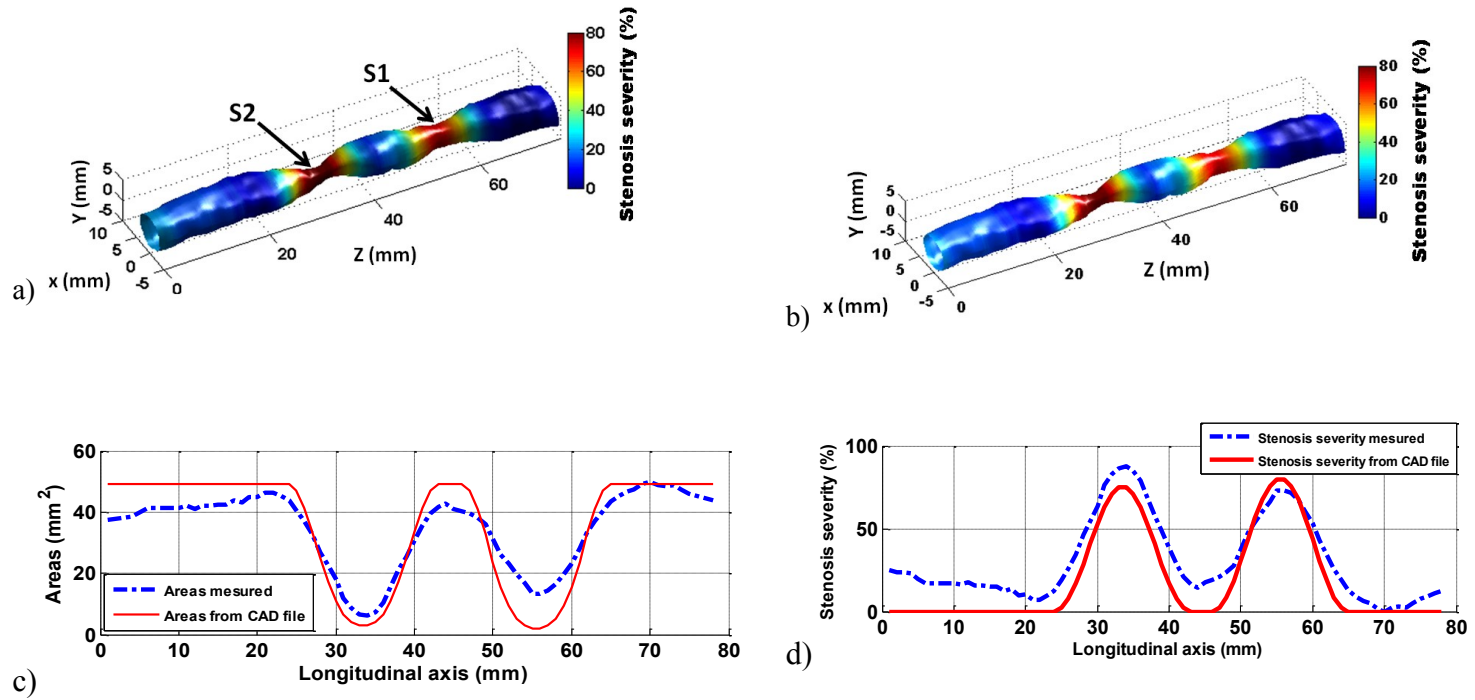 a)
S1
S2
Y (mm)
5
0
-5
10
5
0
-5
x (mm)
0
20
40
60
Z (mm)
80
60
40
20
0
Stenosis severity (%)
b)
Y (mm)
5
0
-5
10
5
0
-5
x (mm)
0
20
40
60
Z (mm)
80
60
40
20
0
Stenosis severity (%)
c)
Areas (mm 2)
60
40
20
0
Areas mesured
Areas from CAD file
0 10 20 30 40 50 60 70 80
Longitudinal axis (mm)
d)
Stenosis severity (%)
100
50
0
Stenosis severity mesured
Stenosis severity from CAD file
0 10 20 30 40 50 60 70 80
Longitudinal axis (mm)